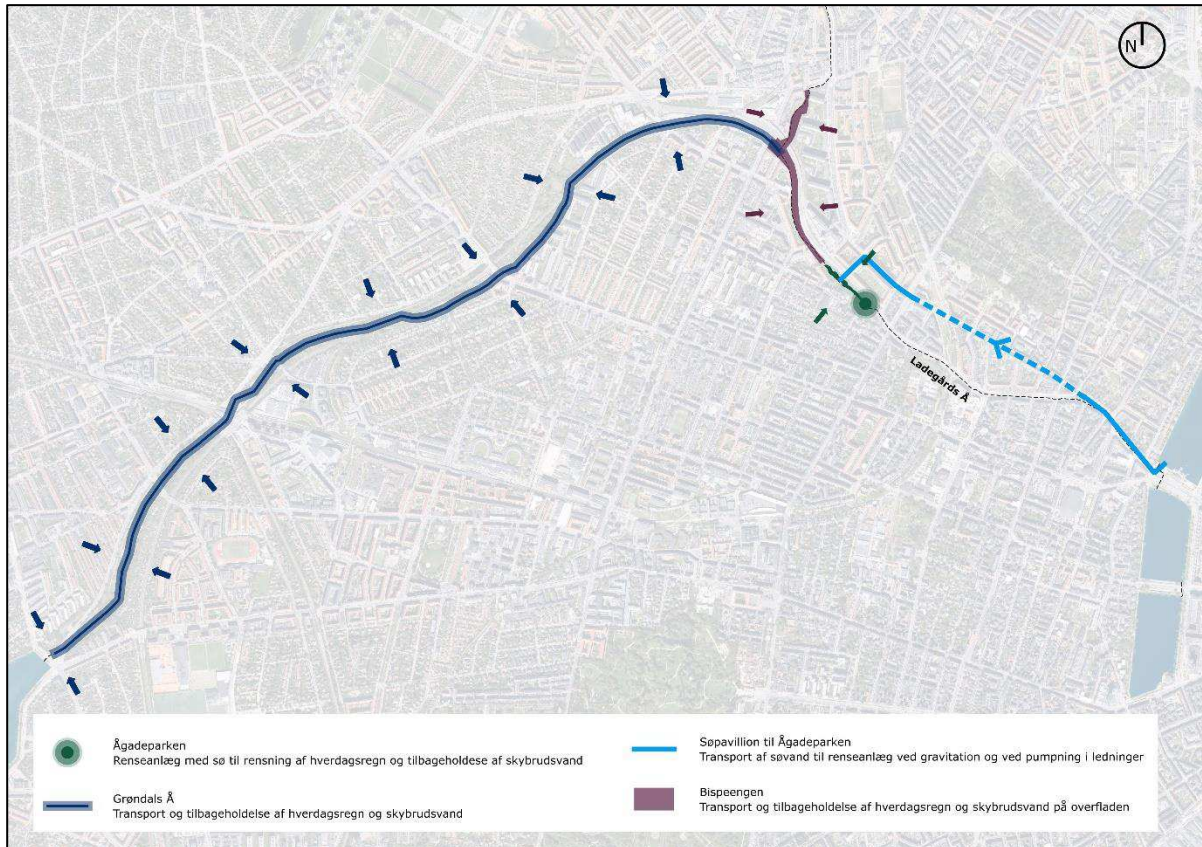 N
Ladegårds Å
Ågadeparken
Renseanlæg med sø til rensning af hverdagsregn og tilbageholdese af skybrudsvand
Grøndals Å
Transport og tilbageholdelse af hverdagsregn og skybrudsvand
Søpavillion til Ågadeparken
Transport af søvand til renseanlæg ved gravitation og ved pumpning i ledninger
Bispeengen
Transport og tilbageholdelse af hverdagsregn og skybrudsvand på overfladen